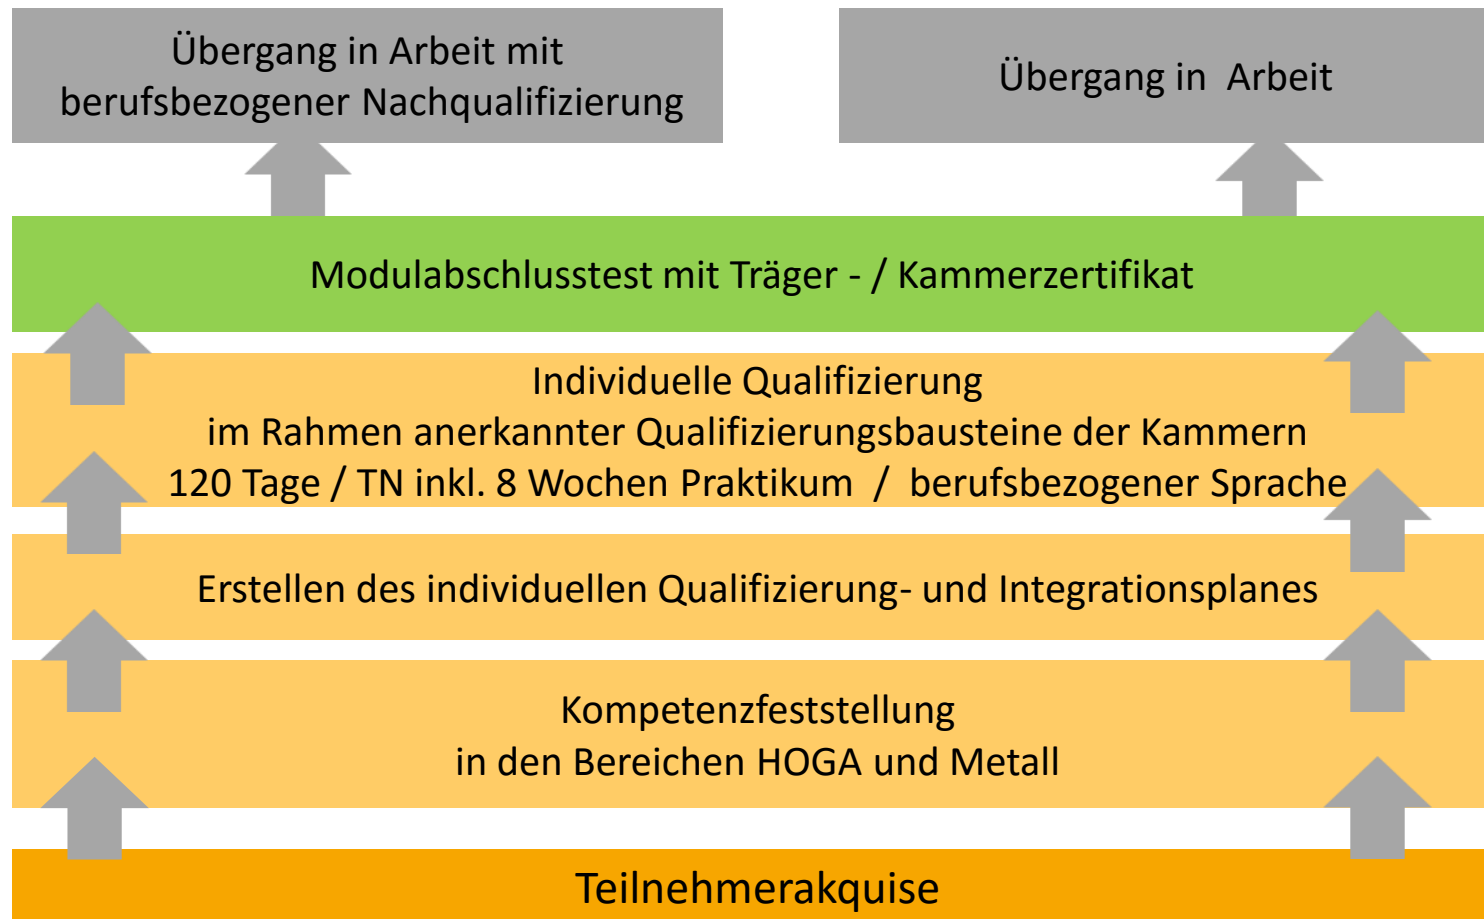 Übergang in Arbeit mit
berufsbezogener Nachqualifizierung
Übergang in Arbeit
Modulabschlusstest mit Träger - / Kammerzertifikat
Individuelle Qualifizierung
im Rahmen anerkannter Qualifizierungsbausteine der Kammern
120 Tage / TN inkl. 8 Wochen Praktikum / berufsbezogener Sprache
Erstellen des individuellen Qualifizierung- und Integrationsplanes
Kompetenzfeststellung
in den Bereichen HOGA und Metall
Teilnehmerakquise